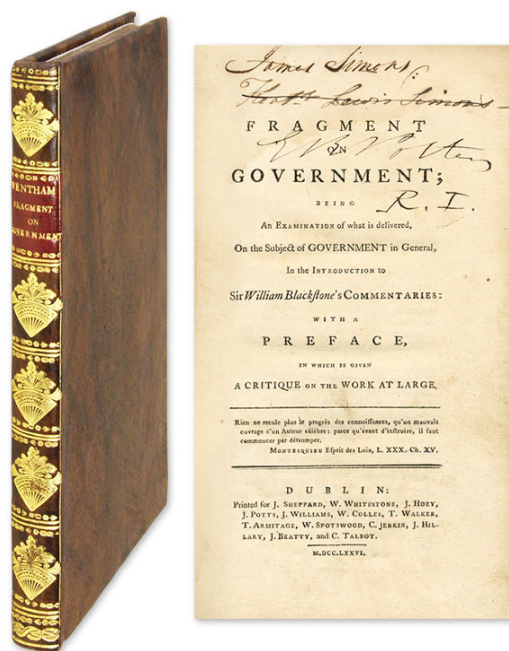 BENTHAM
FRAGMENT
ON
GOVERNMENT
James Simons
Lewis Simons
FRAGMENT
ON
GOVERNMENT;
Potter
R. I.
BEING
An EXAMINATION of what is delivered,
On the Subject of GOVERNMENT in General,
In the INTRODUCTION to
Sir William Blackſtone's COMMENTARIES:
WITH A
PREFACE,
IN WHICH IS GIVEN
A CRITIQUE ON THE WORK AT LARGE.
Rien ne recule plus le progrès des connoiſſances, qu'un mauvais
ouvrage d'un Auteur célèbre: parce qu'avant d'inſtruire, il faut
commencer par détromper.
MONTESQUIEU Eſprit des Loix, L. XXX. Ch. XV.
DUBLIN:
Printed for J. SHEPPARD, W. WHITESTONE, J. HOEY,
J. POTTS, J. WILLIAMS, W. COLLES, T. WALKER,
T. ARMITAGE, W. SPOTSWOOD, C. JENKIN, J. HIL-
LARY, J. BEATTY, and C. TALBOT.
M.DCC.LXXVI.